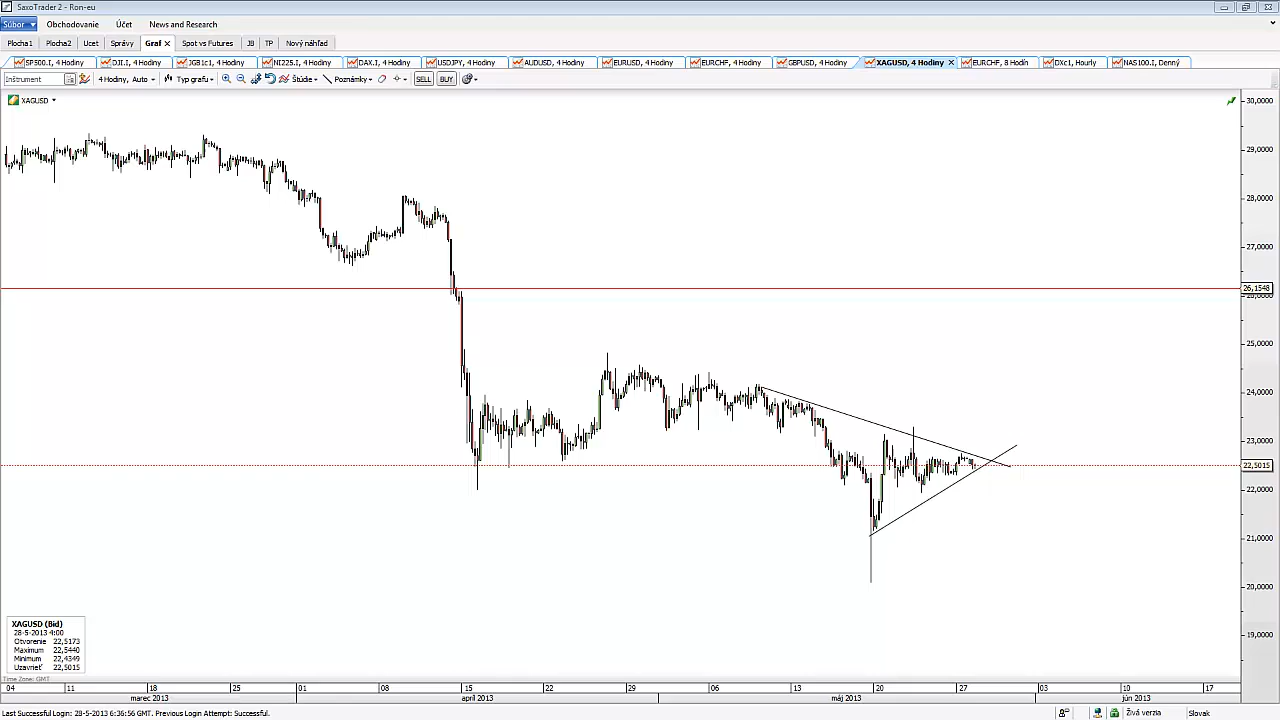 SaxoTrader 2 - Ron-eu
Súbor Obchodovanie Účet News and Research
Plocha1 Plocha2 Ucet Správy Graf Spot vs Futures JB TP Nový náhľad
SP500.I, 4 Hodiny DJI.I, 4 Hodiny JGB1c1, 4 Hodiny NI225.I, 4 Hodiny DAX.I, 4 Hodiny USDJPY, 4 Hodiny AUDUSD, 4 Hodiny EURUSD, 4 Hodiny EURCHF, 4 Hodiny GBPUSD, 4 Hodiny XAGUSD, 4 Hodiny EURCHF, 8 Hodín DXc1, Hourly NAS100.I, Denný
Inštrument 4 Hodiny, Auto Typ grafu Štúdie Poznámky SELL BUY
XAGUSD
30,0000
29,0000
28,0000
27,0000
26,1548
26,0000
25,0000
24,0000
23,0000
22,5015
22,0000
21,0000
20,0000
19,0000
XAGUSD (Bid)
28-5-2013 4:00
Otvorenie 22,5173
Maximum 22,5440
Minimum 22,4349
Uzavrieť 22,5015
Time Zone: GMT
04 11 18 25 01 08 15 22 29 06 13 20 27 03 10 17
marec 2013 apríl 2013 máj 2013 jún 2013
Last Successful Login: 28-5-2013 6:36:56 GMT. Previous Login Attempt: Successful. Živá verzia Slovak